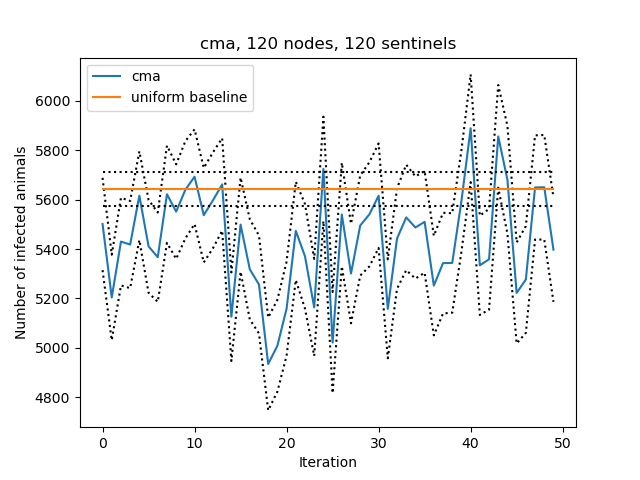 cma, 120 nodes, 120 sentinels
cma
uniform baseline
Number of infected animals
6000
5800
5600
5400
5200
5000
4800
0 10 20 30 40 50
Iteration